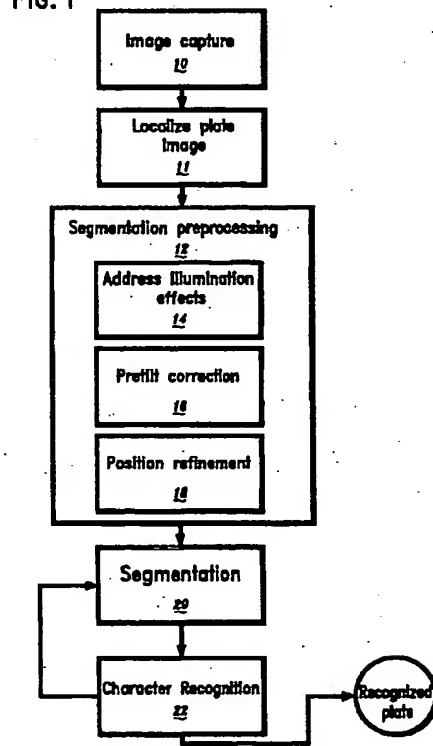 FIG. 1
Image capture
10
Localize plate
Image
11
Segmentation preprocessing
12
Address Illumination
effects
14
Pretilt correction
16
Position refinement
18
Segmentation
20
Character Recognition
22
Recognized
plate